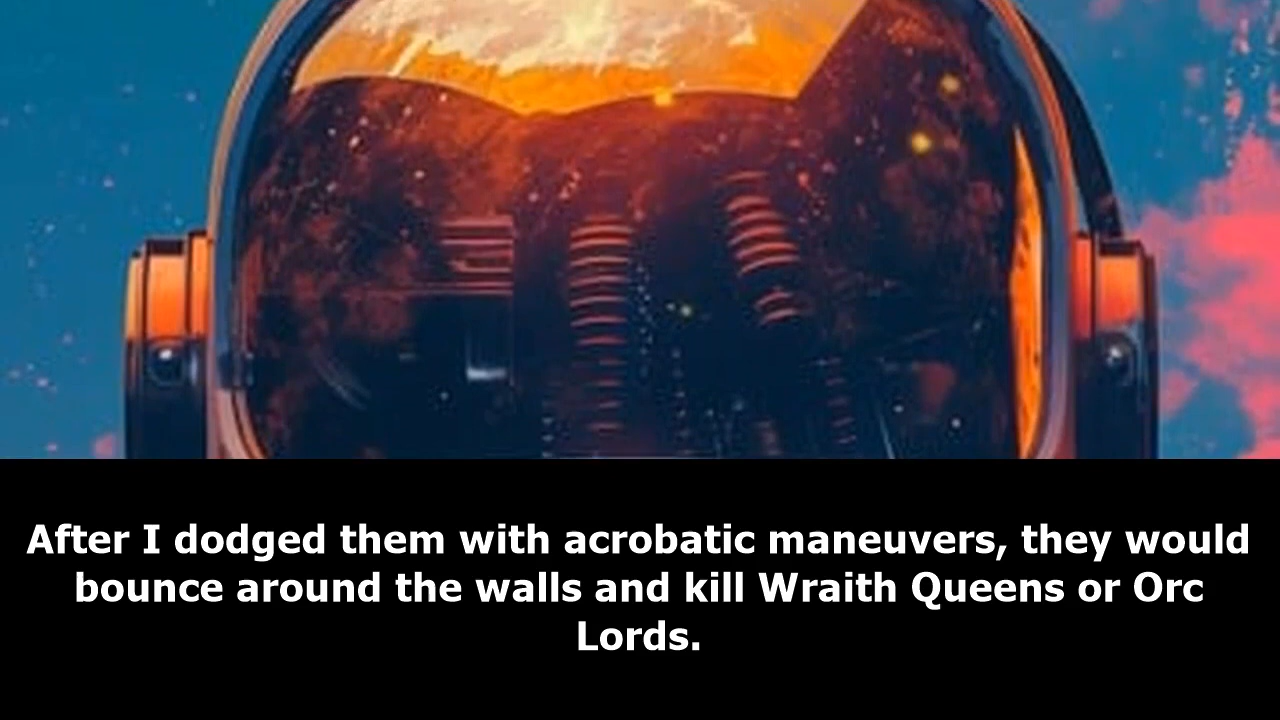 After I dodged them with acrobatic maneuvers, they would
bounce around the walls and kill Wraith Queens or Orc
Lords.